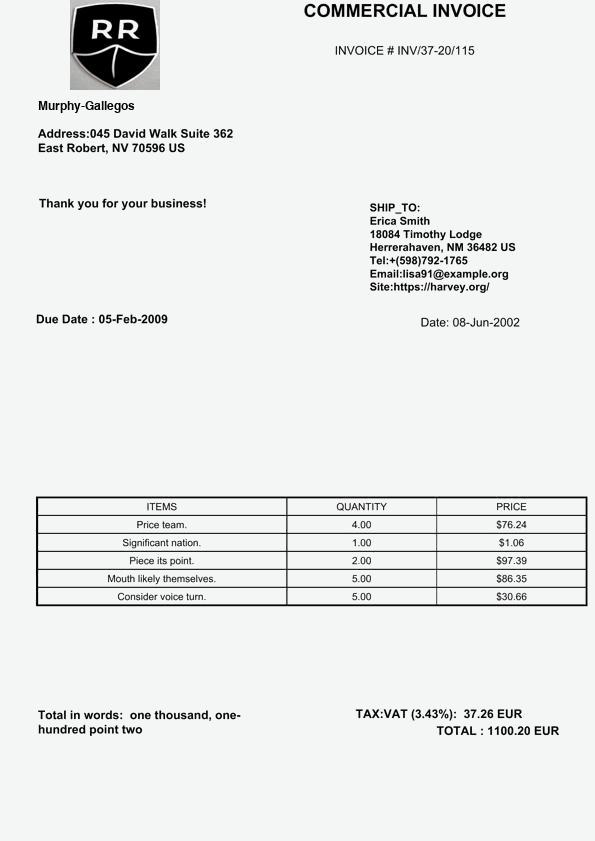 RR
COMMERCIAL INVOICE
INVOICE # INV/37-20/115
Murphy-Gallegos
Address:045 David Walk Suite 362
East Robert, NV 70596 US
Thank you for your business!
SHIP_TO:
Erica Smith
18084 Timothy Lodge
Herrerahaven, NM 36482 US
Tel:+(598)792-1765
Email:lisa91@example.org
Site:https://harvey.org/
Due Date : 05-Feb-2009
Date: 08-Jun-2002
ITEMS QUANTITY PRICE
Price team. 4.00 $76.24
Significant nation. 1.00 $1.06
Piece its point. 2.00 $97.39
Mouth likely themselves. 5.00 $86.35
Consider voice turn. 5.00 $30.66
Total in words: one thousand, one-
hundred point two
TAX:VAT (3.43%): 37.26 EUR
TOTAL : 1100.20 EUR